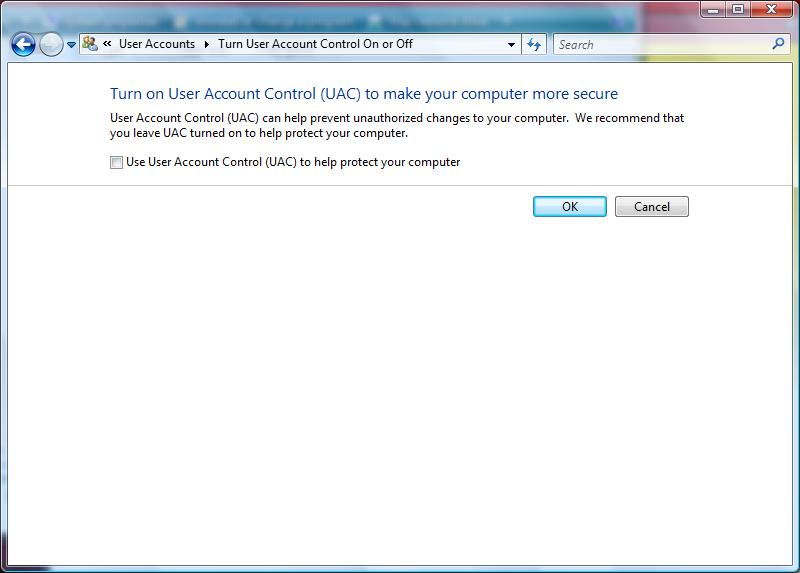 « User Accounts ▸ Turn User Account Control On or Off
Search
Turn on User Account Control (UAC) to make your computer more secure
User Account Control (UAC) can help prevent unauthorized changes to your computer.  We recommend that
you leave UAC turned on to help protect your computer.
Use User Account Control (UAC) to help protect your computer
OK
Cancel